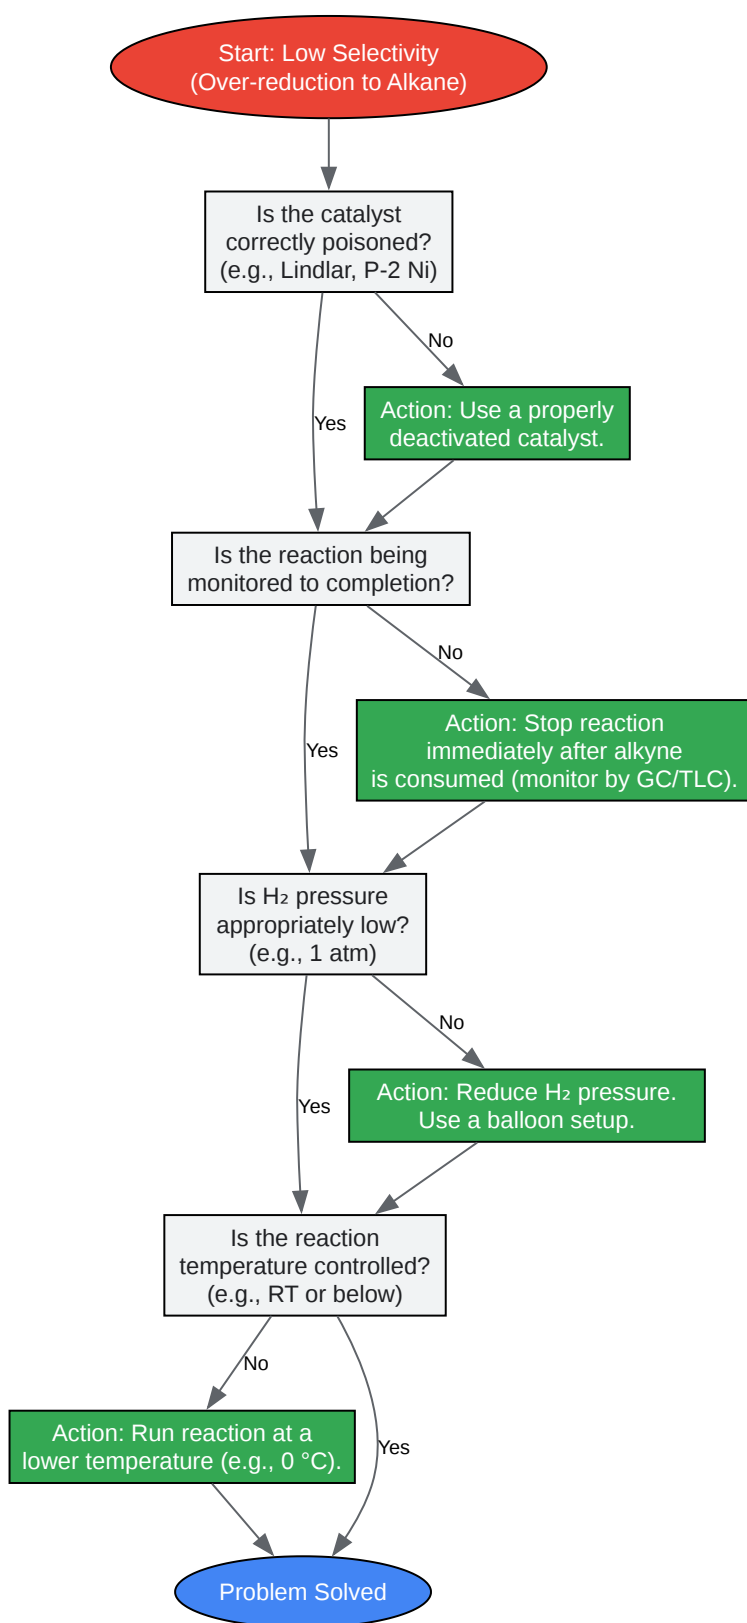 Start: Low Selectivity
(Over-reduction to Alkane)
Is the catalyst
correctly poisoned?
(e.g., Lindlar, P-2 Ni)
No
Yes
Action: Use a properly
deactivated catalyst.
Is the reaction being
monitored to completion?
No
Yes
Action: Stop reaction
immediately after alkyne
is consumed (monitor by GC/TLC).
Is H₂ pressure
appropriately low?
(e.g., 1 atm)
No
Yes
Action: Reduce H₂ pressure.
Use a balloon setup.
Is the reaction
temperature controlled?
(e.g., RT or below)
No
Yes
Action: Run reaction at a
lower temperature (e.g., 0 °C).
Problem Solved